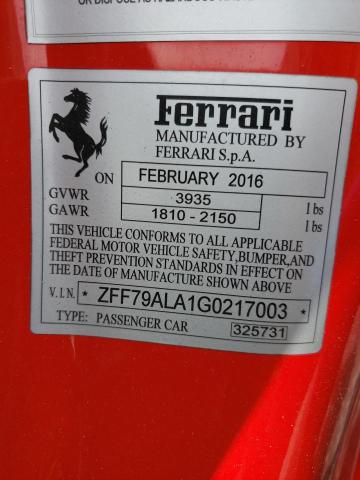 Ferrari
MANUFACTURED BY
FERRARI S.p.A.
ON FEBRUARY 2016
GVWR 3935 lbs
GAWR 1810 - 2150 lbs
THIS VEHICLE CONFORMS TO ALL APPLICABLE
FEDERAL MOTOR VEHICLE SAFETY, BUMPER, AND
THEFT PREVENTION STANDARDS IN EFFECT ON
THE DATE OF MANUFACTURE SHOWN ABOVE
V.I.N. * ZFF79ALA1G0217003 *
TYPE: PASSENGER CAR 325731